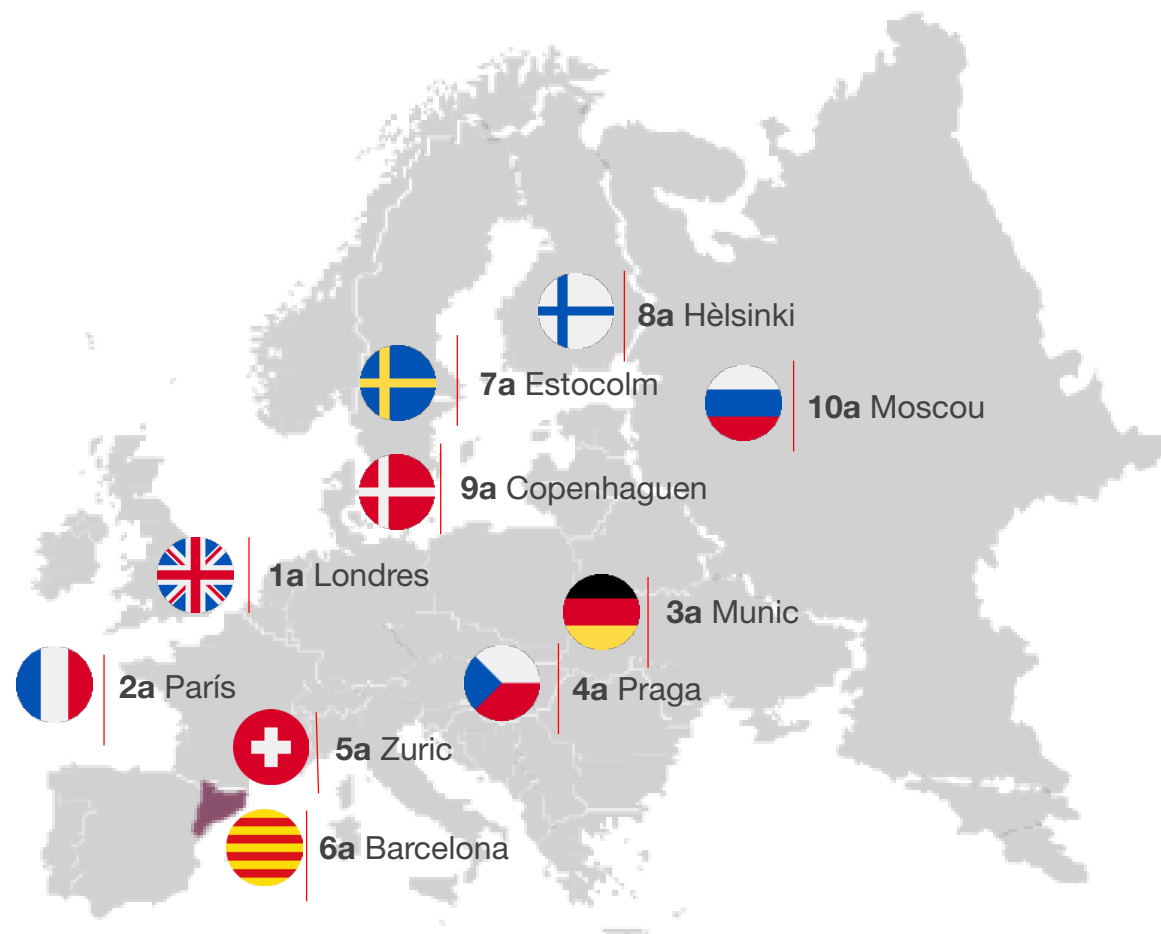 8a Hèlsinki
7a Estocolm
10a Moscou
9a Copenhaguen
1a Londres
3a Munic
2a París
4a Praga
5a Zuric
6a Barcelona